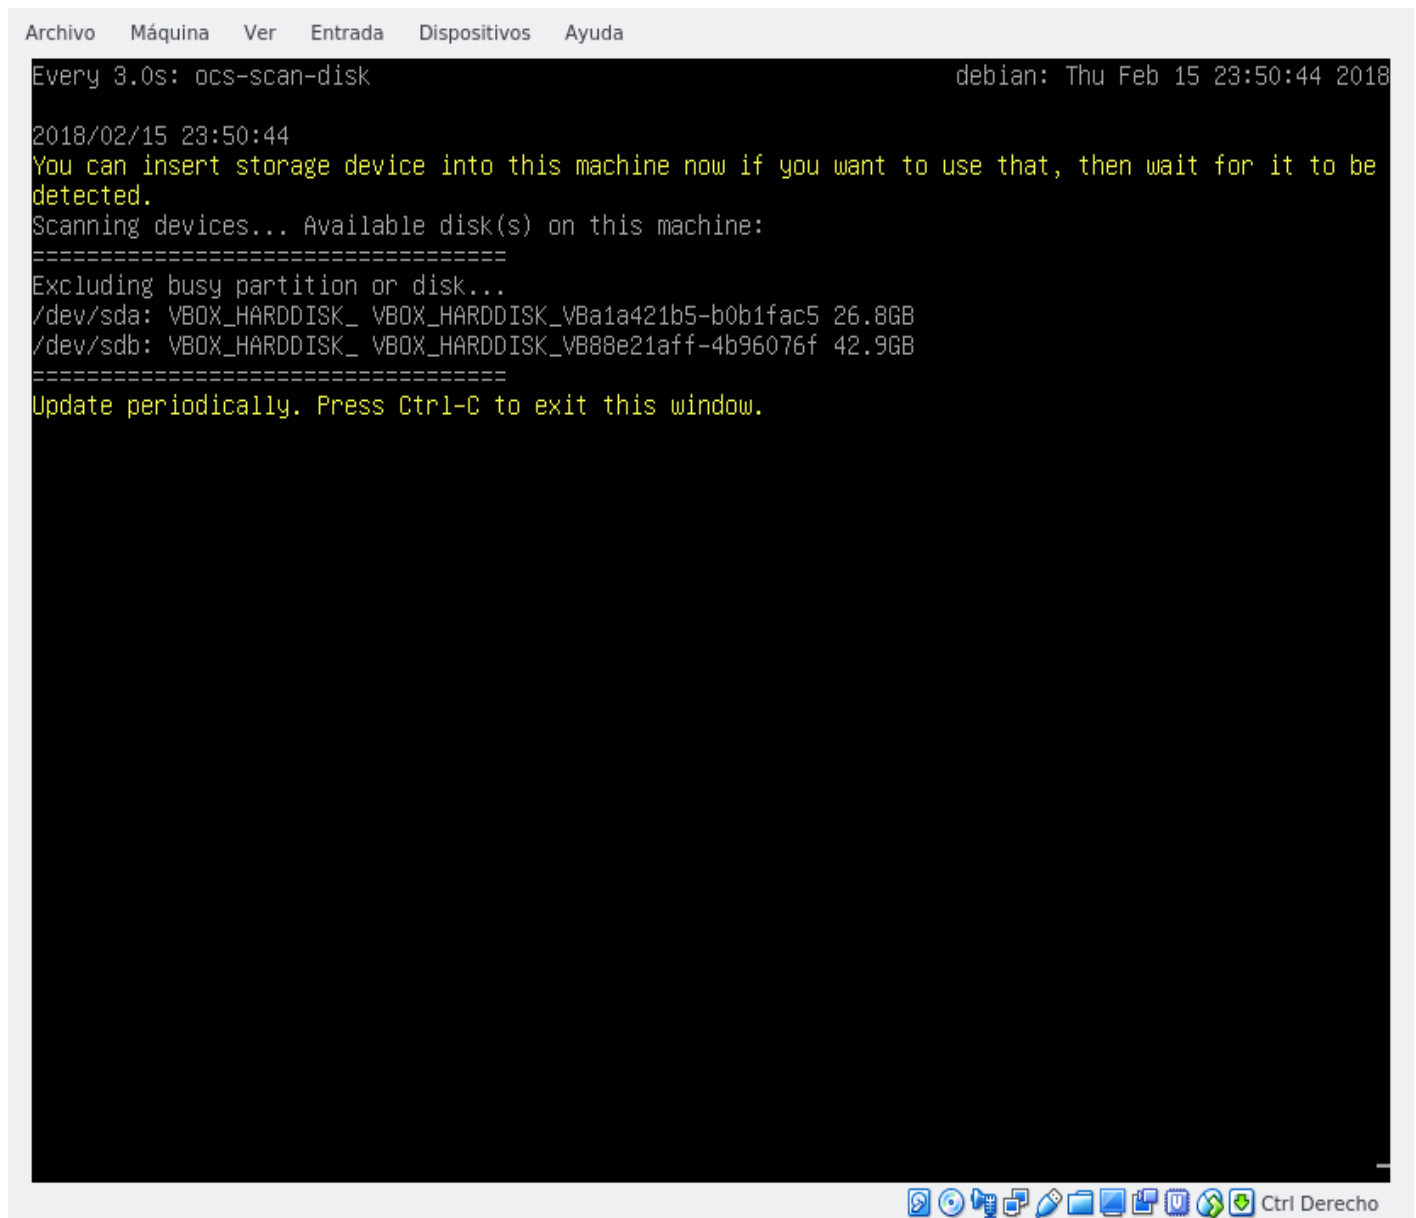 Archivo Máquina Ver Entrada Dispositivos Ayuda
Every 3.0s: ocs-scan-disk debian: Thu Feb 15 23:50:44 2018
2018/02/15 23:50:44
You can insert storage device into this machine now if you want to use that, then wait for it to be
detected.
Scanning devices... Available disk(s) on this machine:
===================================
Excluding busy partition or disk...
/dev/sda: VBOX_HARDDISK_ VBOX_HARDDISK_VBa1a421b5-b0b1fac5 26.8GB
/dev/sdb: VBOX_HARDDISK_ VBOX_HARDDISK_VB88e21aff-4b96076f 42.9GB
===================================
Update periodically. Press Ctrl-C to exit this window.
Ctrl Derecho